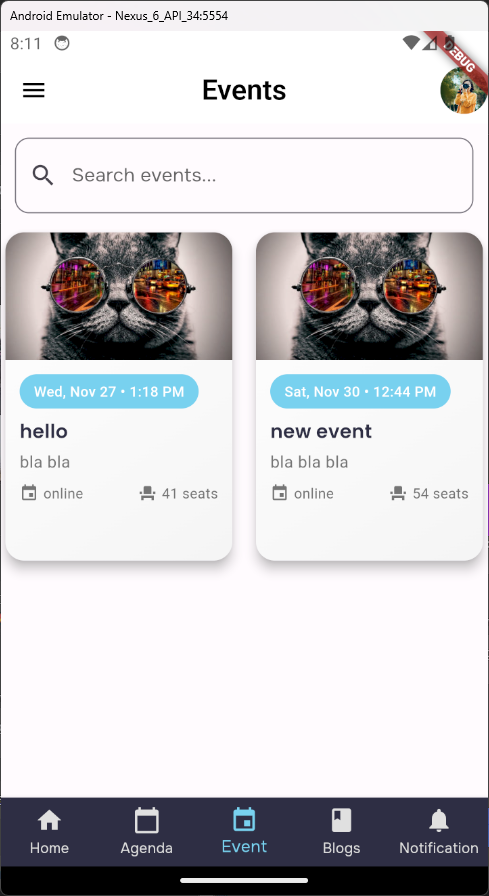 Android Emulator - Nexus_6_API_34:5554
8:11
DEBUG
Events
Search events...
Wed, Nov 27 • 1:18 PM
hello
bla bla
online
41 seats
Sat, Nov 30 • 12:44 PM
new event
bla bla bla
online
54 seats
Home
Agenda
Event
Blogs
Notification